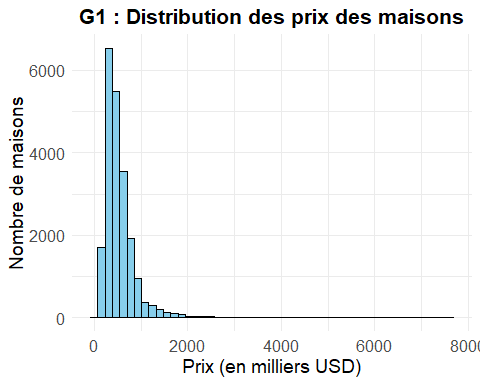 G1 : Distribution des prix des maisons
Nombre de maisons
6000
4000
2000
0
0 2000 4000 6000 8000
Prix (en milliers USD)